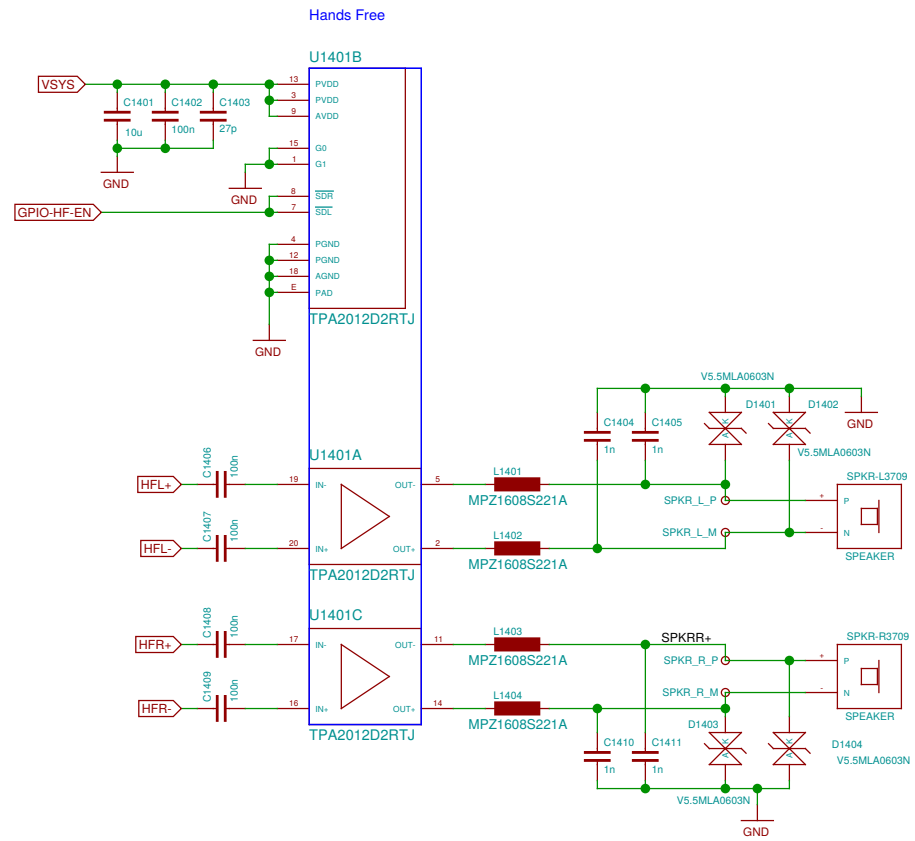 Hands Free
U1401B
VSYS
C1401
10u
C1402
100n
C1403
27p
GND
13 PVDD
3 PVDD
9 AVDD
15 G0
1 G1
GND
8 SDR
7 SDL
GPIO-HF-EN
4 PGND
12 PGND
18 AGND
E PAD
GND
TPA2012D2RTJ
V5.5MLA0603N
D1401
A K
D1402
A K
V5.5MLA0603N
GND
C1404
1n
C1405
1n
U1401A
HFL+
C1406
100n
19 IN-
OUT- 5
L1401
MPZ1608S221A
SPKR_L_P
HFL-
C1407
100n
20 IN+
OUT+ 2
L1402
MPZ1608S221A
SPKR_L_M
SPKR-L3709
+ P
- N
SPEAKER
TPA2012D2RTJ
U1401C
HFR+
C1408
100n
17 IN-
OUT- 11
L1403
MPZ1608S221A
SPKRR+
SPKR_R_P
HFR-
C1409
100n
16 IN+
OUT+ 14
L1404
MPZ1608S221A
SPKR_R_M
SPKR-R3709
+ P
- N
SPEAKER
TPA2012D2RTJ
C1410
1n
C1411
1n
D1403
A K
V5.5MLA0603N
D1404
A K
V5.5MLA0603N
GND